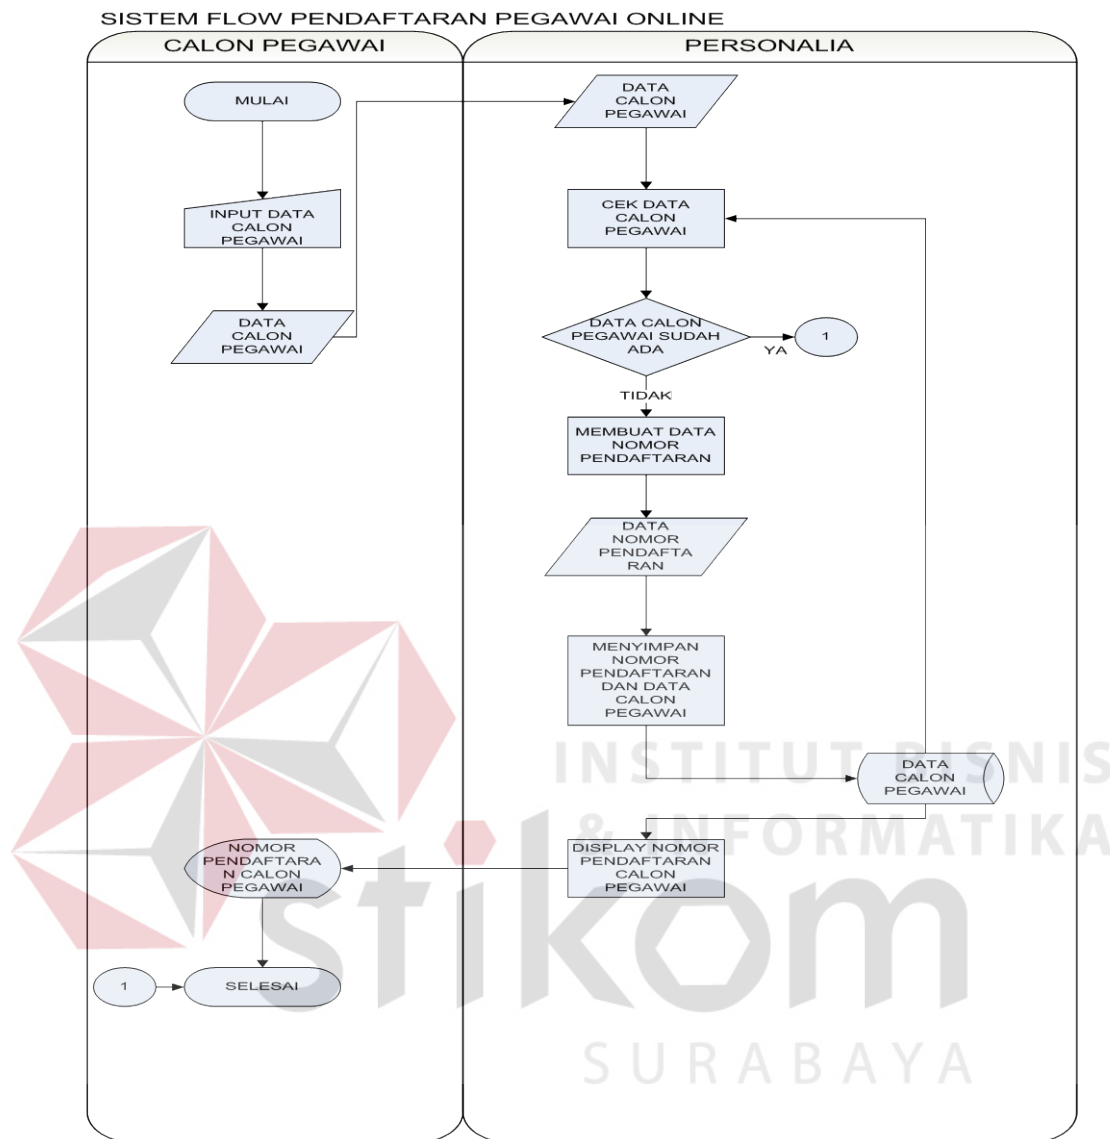 SISTEM FLOW PENDAFTARAN PEGAWAI ONLINE
CALON PEGAWAI
PERSONALIA
MULAI
INPUT DATA
CALON
PEGAWAI
DATA
CALON
PEGAWAI
DATA
CALON
PEGAWAI
CEK DATA
CALON
PEGAWAI
DATA CALON
PEGAWAI SUDAH
ADA
YA
1
TIDAK
MEMBUAT DATA
NOMOR
PENDAFTARAN
DATA
NOMOR
PENDAFTA
RAN
MENYIMPAN
NOMOR
PENDAFTARAN
DAN DATA
CALON
PEGAWAI
DATA
CALON
PEGAWAI
DISPLAY NOMOR
PENDAFTARAN
CALON
PEGAWAI
NOMOR
PENDAFTARA
N CALON
PEGAWAI
1
SELESAI
INSTITUT BISNIS
& INFORMATIKA
stikom
SURABAYA